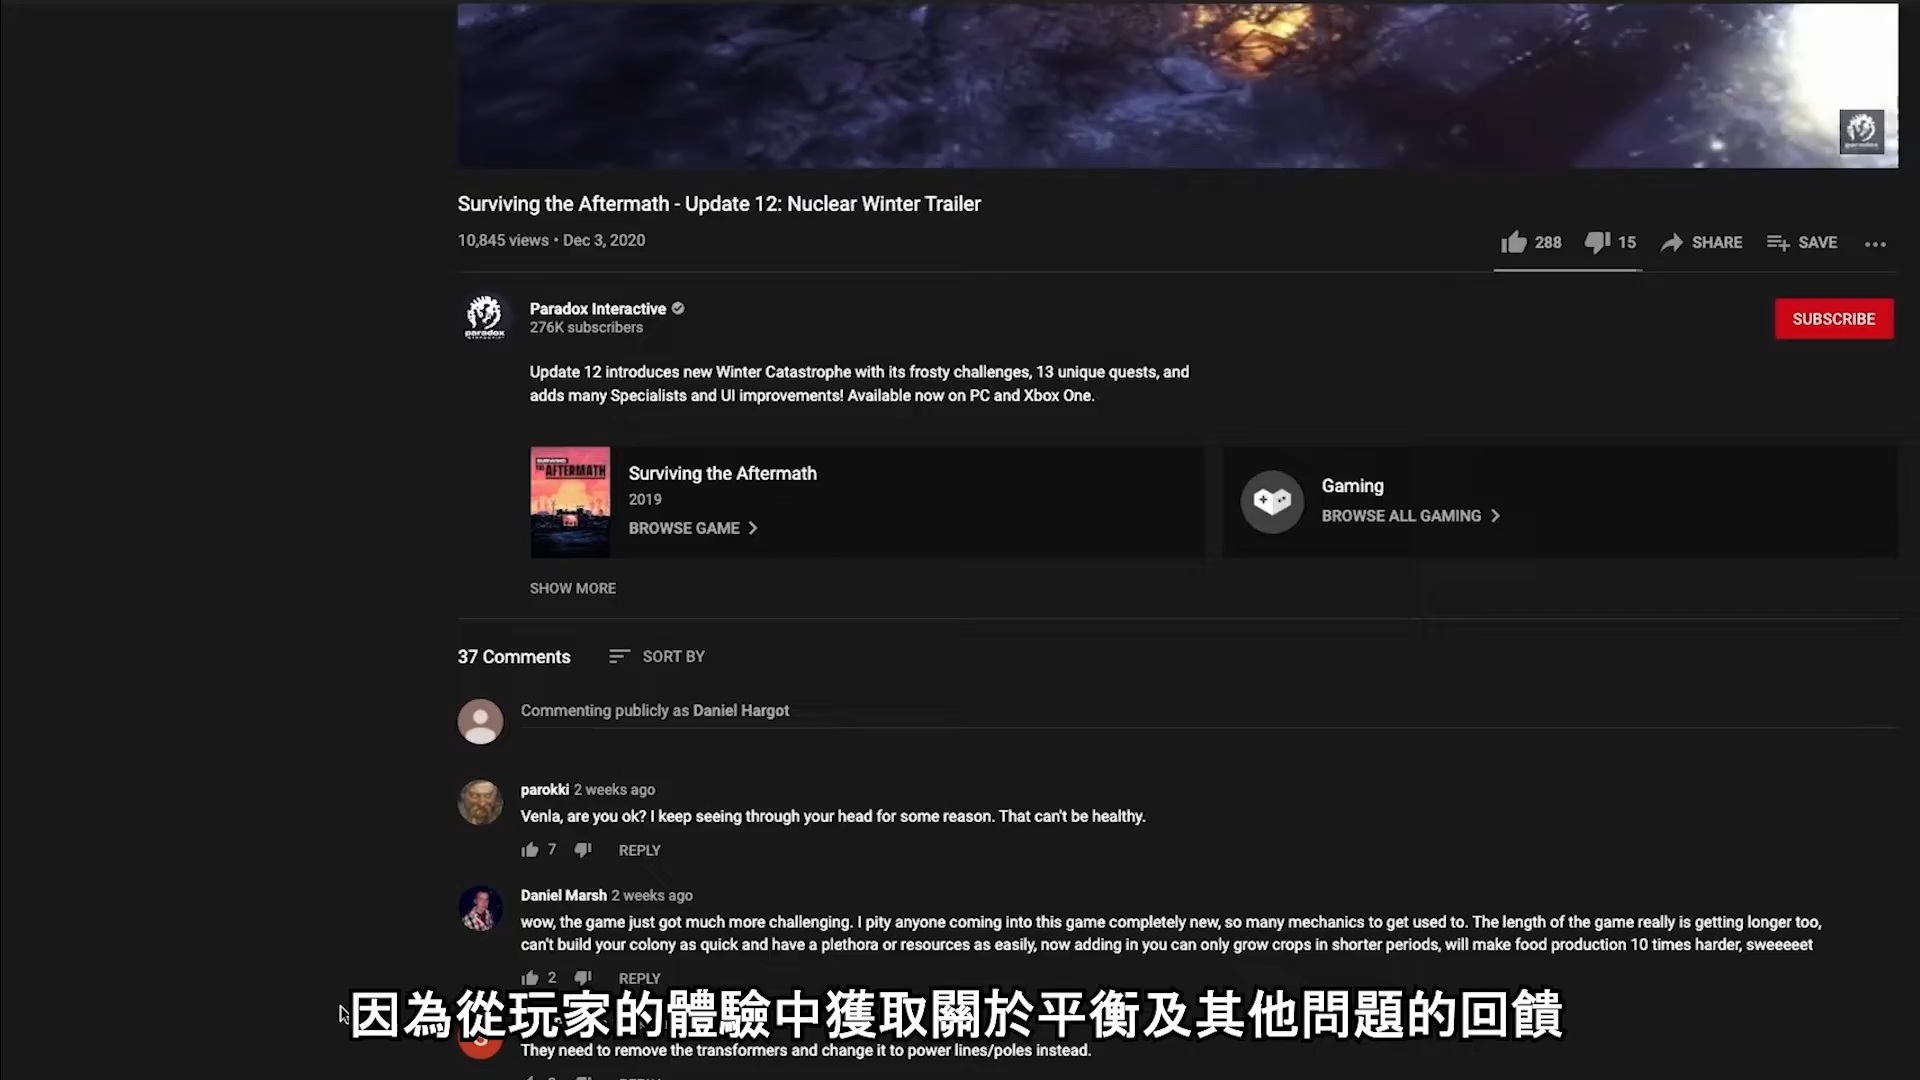 paradox
Surviving the Aftermath - Update 12: Nuclear Winter Trailer
10,845 views • Dec 3, 2020
288 15 SHARE SAVE
paradox
Paradox Interactive
276K subscribers
SUBSCRIBE
Update 12 introduces new Winter Catastrophe with its frosty challenges, 13 unique quests, and
adds many Specialists and UI improvements! Available now on PC and Xbox One.
SURVIVING
THE AFTERMATH
Surviving the Aftermath
2019
BROWSE GAME
Gaming
BROWSE ALL GAMING
SHOW MORE
37 Comments SORT BY
Commenting publicly as Daniel Hargot
parokki 2 weeks ago
Venla, are you ok? I keep seeing through your head for some reason. That can't be healthy.
7 REPLY
Daniel Marsh 2 weeks ago
wow, the game just got much more challenging. I pity anyone coming into this game completely new, so many mechanics to get used to. The length of the game really is getting longer too,
can't build your colony as quick and have a plethora or resources as easily, now adding in you can only grow crops in shorter periods, will make food production 10 times harder, sweeeeet
2 REPLY
因為從玩家的體驗中獲取關於平衡及其他問題的回饋
They need to remove the transformers and change it to power lines/poles instead.